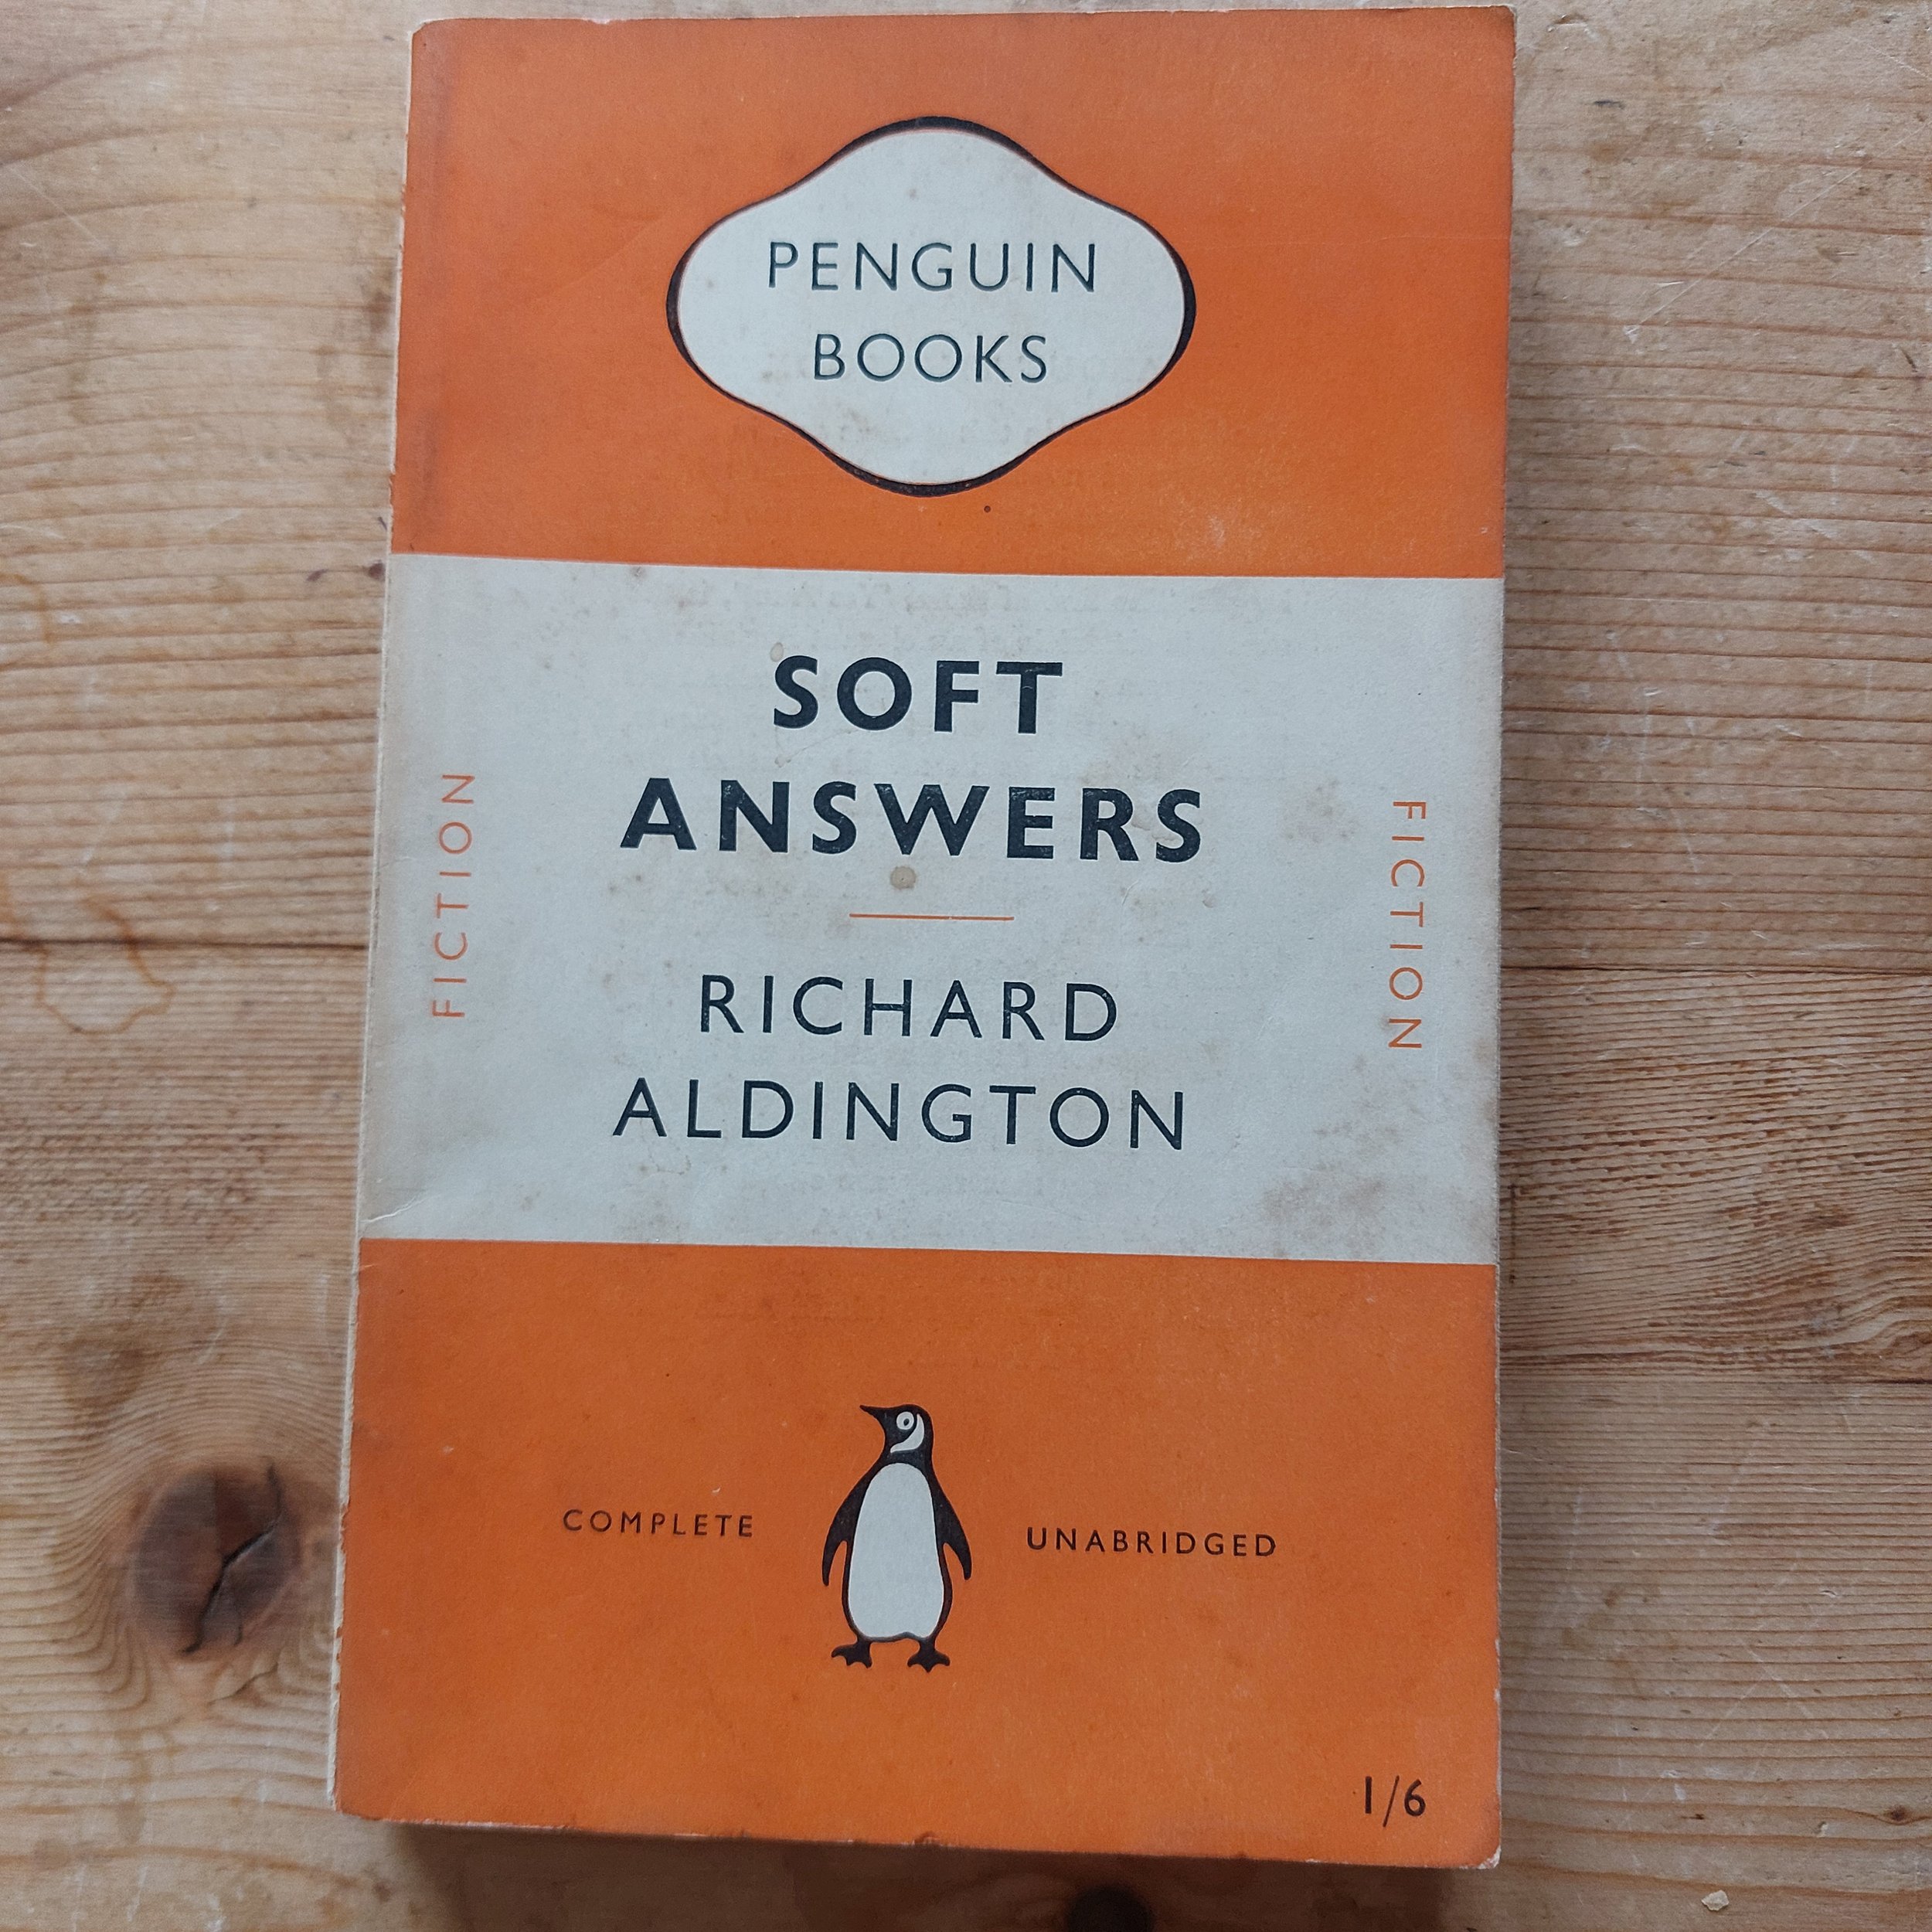 PENGUIN
BOOKS
SOFT
ANSWERS
FICTION
FICTION
RICHARD
ALDINGTON
COMPLETE UNABRIDGED
1/6